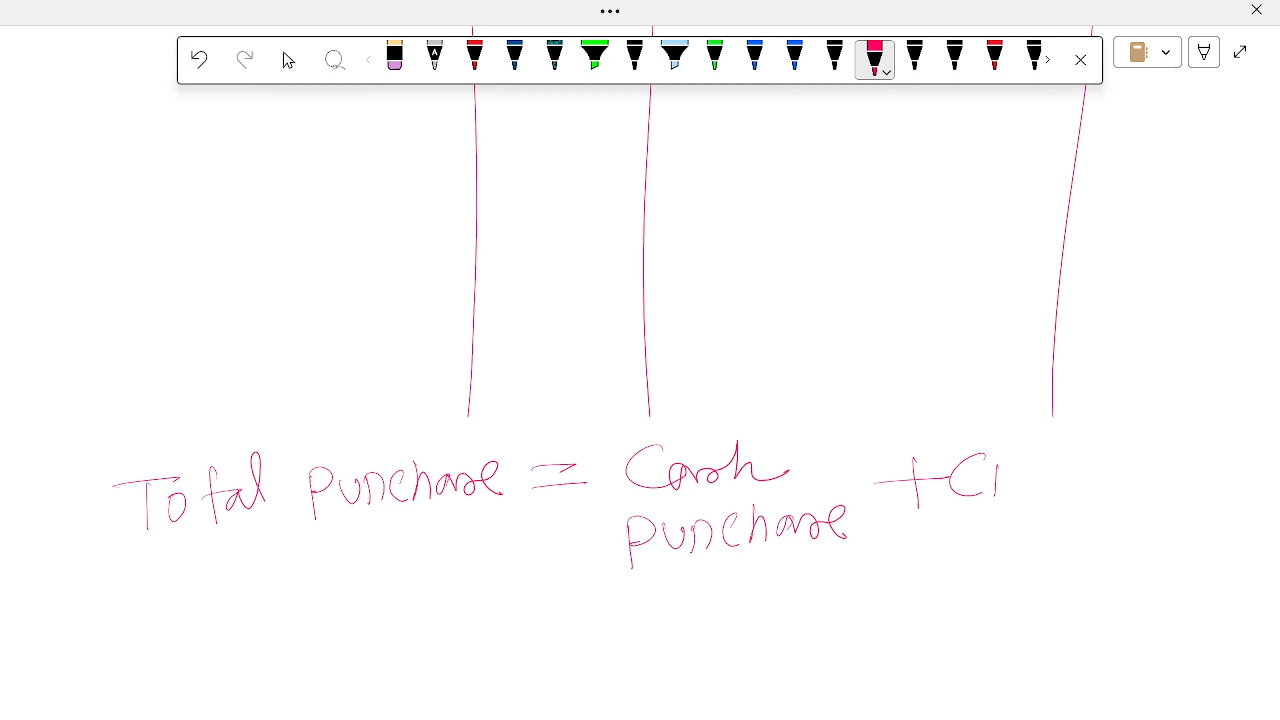 Total purchase = Cash + Cr
purchase